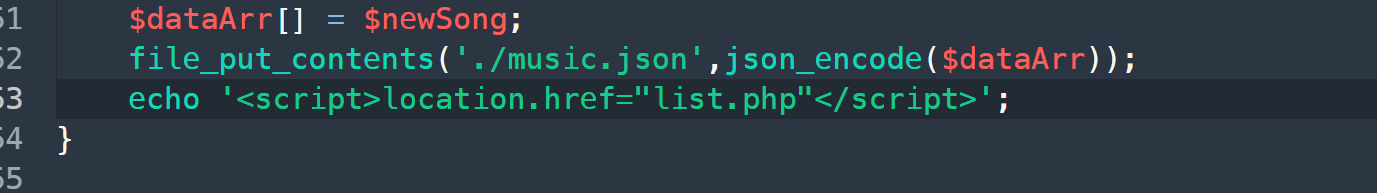 51 $dataArr[] = $newSong;
52 file_put_contents('./music.json',json_encode($dataArr));
53 echo '<script>location.href="list.php"</script>';
54 }
55